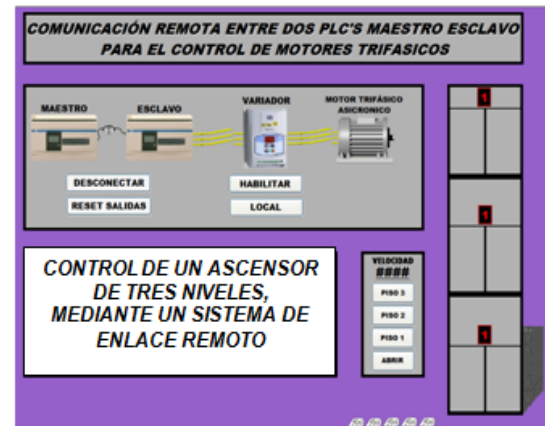 COMUNICACIÓN REMOTA ENTRE DOS PLC'S MAESTRO ESCLAVO
PARA EL CONTROL DE MOTORES TRIFASICOS
MAESTRO
ESCLAVO
VARIADOR
MOTOR TRIFÁSICO
ASICRONICO
DESCONECTAR
HABILITAR
RESET SALIDAS
LOCAL
CONTROL DE UN ASCENSOR
DE TRES NIVELES,
MEDIANTE UN SISTEMA DE
ENLACE REMOTO
VELOCIDAD
####
PISO 3
PISO 2
PISO 1
ABRIR
1
1
1